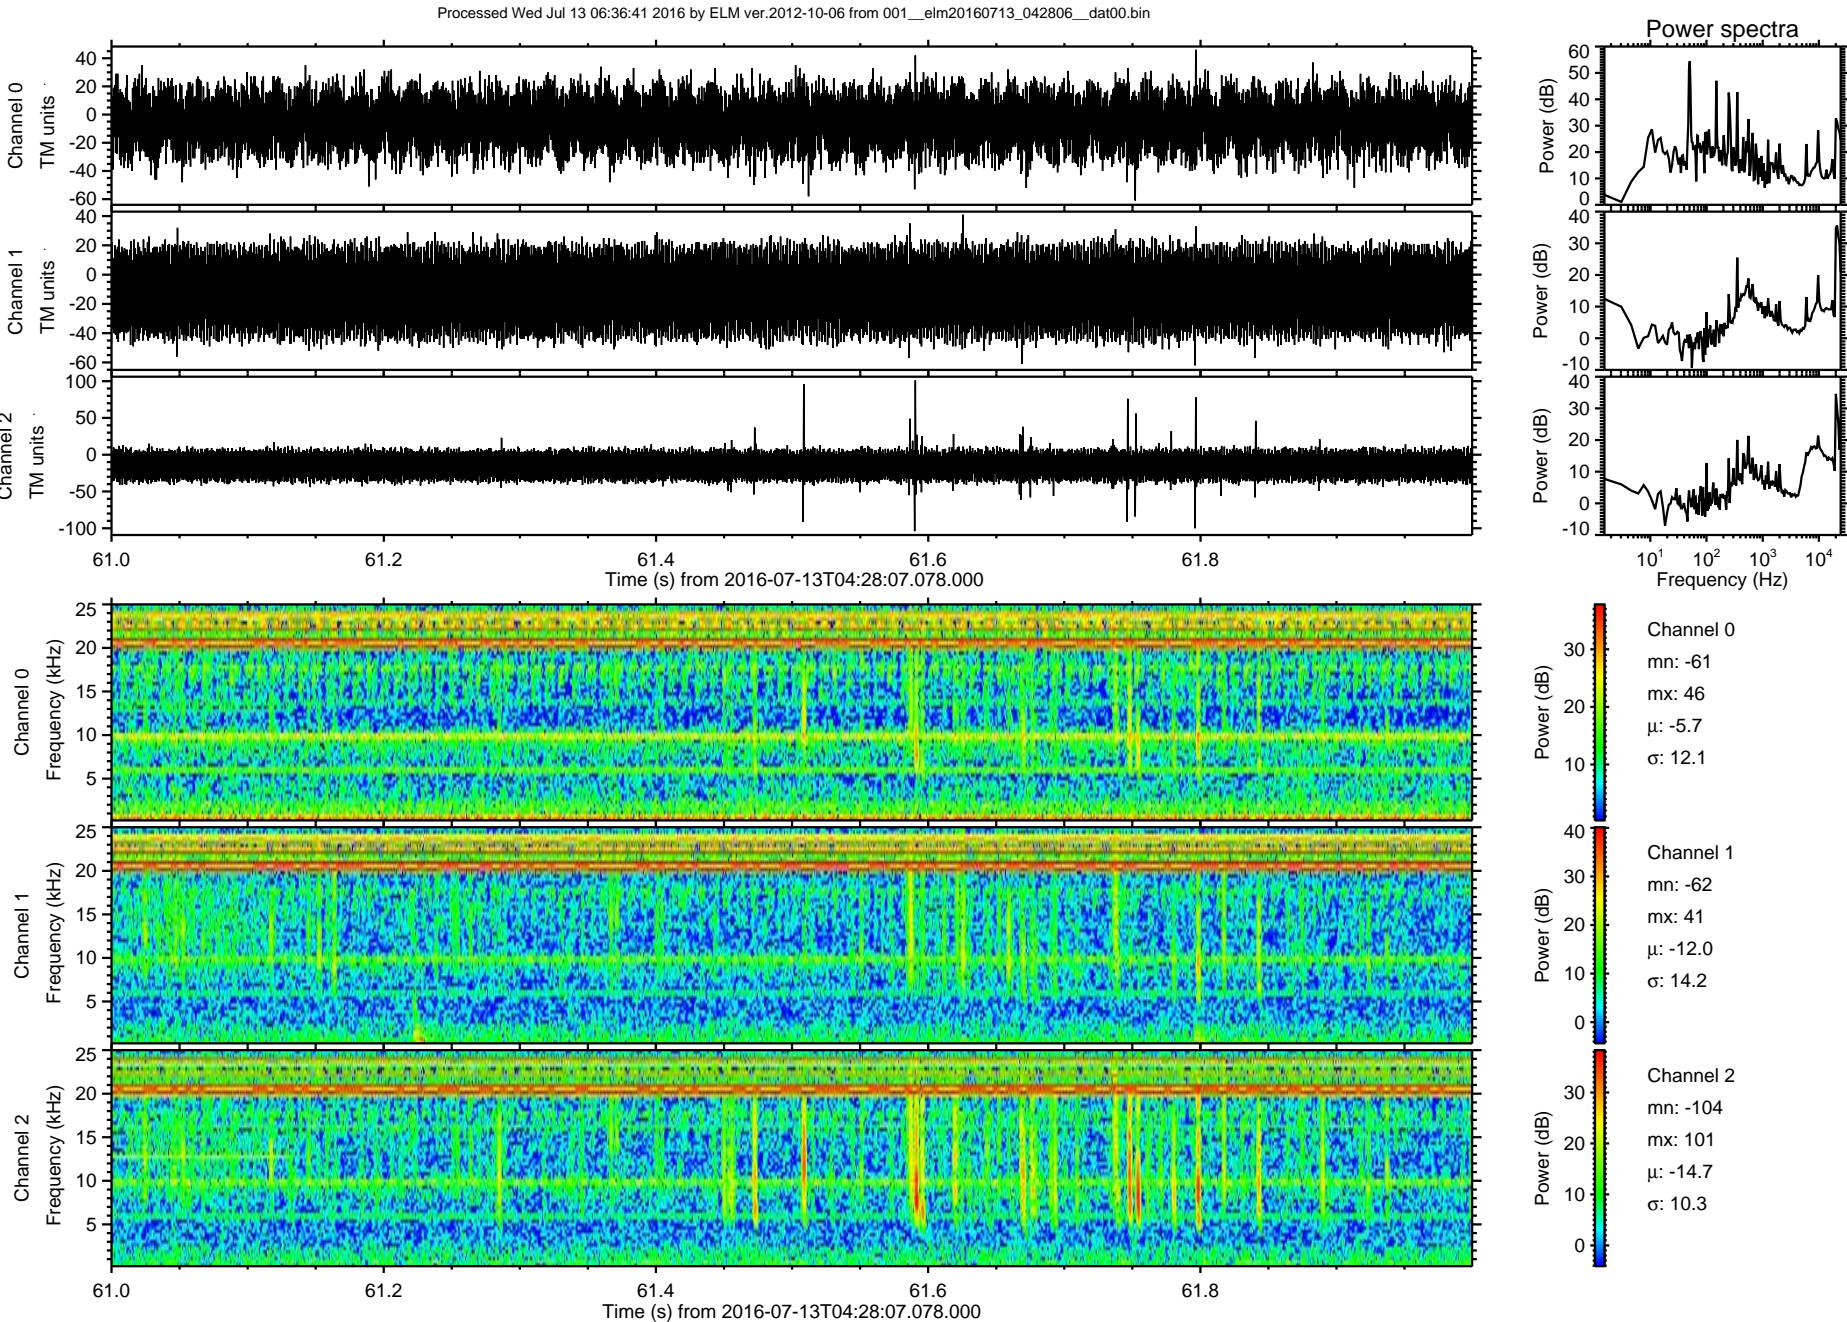 Processed Wed Jul 13 06:36:41 2016 by ELM ver.2012-10-06 from 001__elm20160713_042806__dat00.bin
Power spectra
Channel 0
TM units
40
20
0
-20
-40
-60
Power (dB)
60
50
40
30
20
10
0
Channel 1
TM units
40
20
0
-20
-40
-60
Power (dB)
40
30
20
10
0
-10
Channel 2
TM units
100
50
0
-50
-100
Power (dB)
40
30
20
10
0
-10
61.0 61.2 61.4 61.6 61.8
Time (s) from 2016-07-13T04:28:07.078.000
10^1 10^2 10^3 10^4
Frequency (Hz)
Channel 0
Frequency (kHz)
25
20
15
10
5
Power (dB)
30
20
10
Channel 0
mn: -61
mx: 46
μ: -5.7
σ: 12.1
Channel 1
Frequency (kHz)
25
20
15
10
5
Power (dB)
40
30
20
10
0
Channel 1
mn: -62
mx: 41
μ: -12.0
σ: 14.2
Channel 2
Frequency (kHz)
25
20
15
10
5
Power (dB)
30
20
10
0
Channel 2
mn: -104
mx: 101
μ: -14.7
σ: 10.3
61.0 61.2 61.4 61.6 61.8
Time (s) from 2016-07-13T04:28:07.078.000